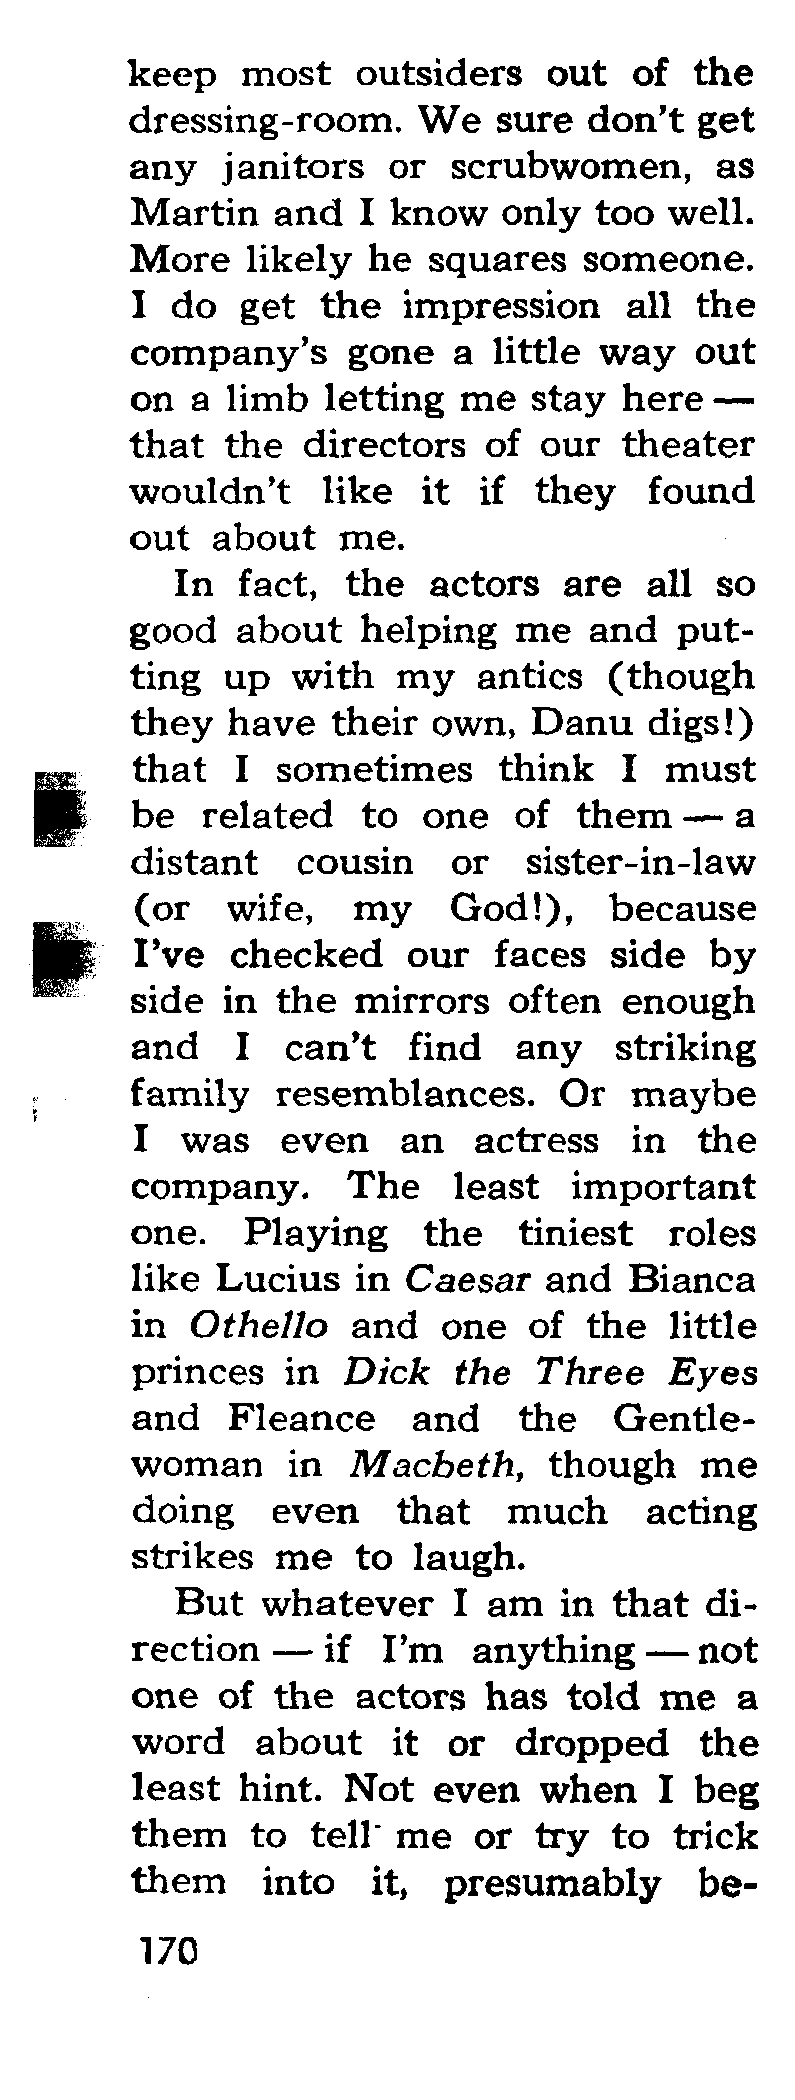 keep most outsiders out of the
dressing-room. We sure don't get
any janitors or scrubwomen, as
Martin and I know only too well.
More likely he squares someone.
I do get the impression all the
company's gone a little way out
on a limb letting me stay here —
that the directors of our theater
wouldn't like it if they found
out about me.
In fact, the actors are all so
good about helping me and put-
ting up with my antics (though
they have their own, Danu digs!)
that I sometimes think I must
be related to one of them — a
distant cousin or sister-in-law
(or wife, my God!), because
I've checked our faces side by
side in the mirrors often enough
and I can't find any striking
family resemblances. Or maybe
I was even an actress in the
company. The least important
one. Playing the tiniest roles
like Lucius in Caesar and Bianca
in Othello and one of the little
princes in Dick the Three Eyes
and Fleance and the Gentle-
woman in Macbeth, though me
doing even that much acting
strikes me to laugh.
But whatever I am in that di-
rection — if I'm anything — not
one of the actors has told me a
word about it or dropped the
least hint. Not even when I beg
them to tell me or try to trick
them into it, presumably be-
170